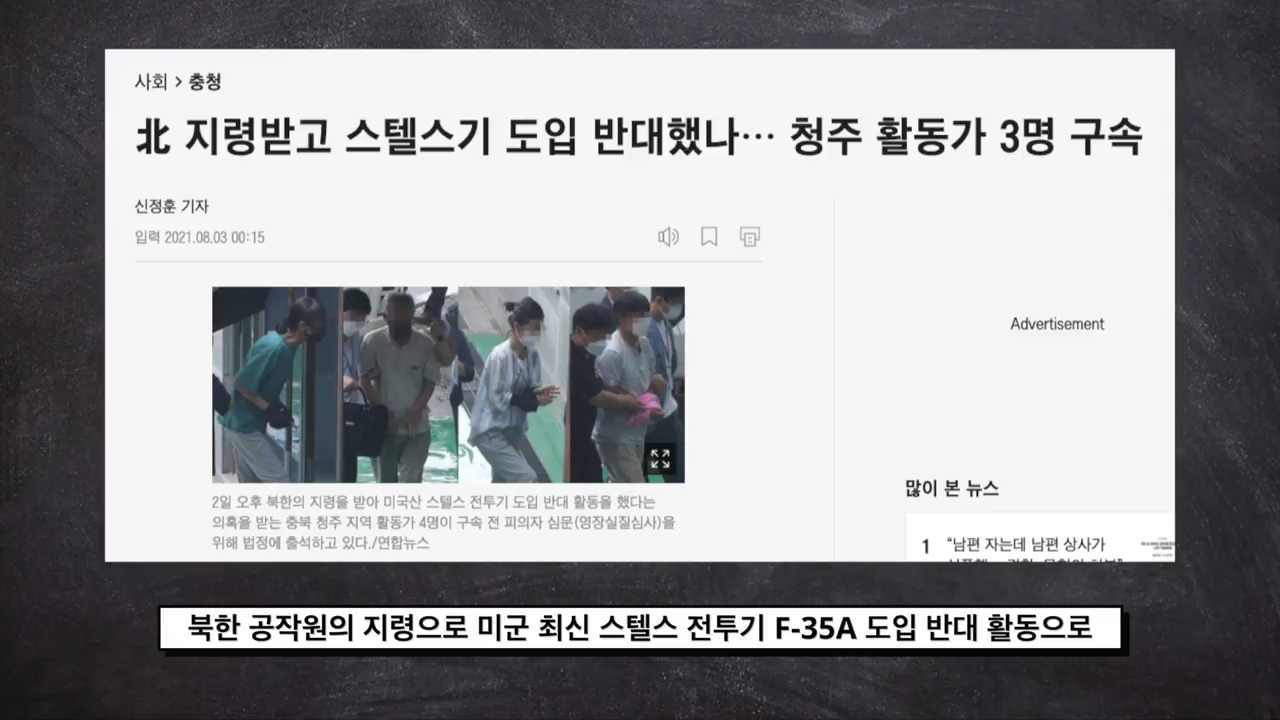 사회 > 충청
北 지령받고 스텔스기 도입 반대했나… 청주 활동가 3명 구속
신정훈 기자
입력 2021.08.03 00:15
2일 오후 북한의 지령을 받아 미국산 스텔스 전투기 도입 반대 활동을 했다는
의혹을 받는 충북 청주 지역 활동가 4명이 구속 전 피의자 심문(영장실질심사)을
위해 법정에 출석하고 있다./연합뉴스
Advertisement
많이 본 뉴스
1 “남편 자는데 남편 상사가
북한 공작원의 지령으로 미군 최신 스텔스 전투기 F-35A 도입 반대 활동으로